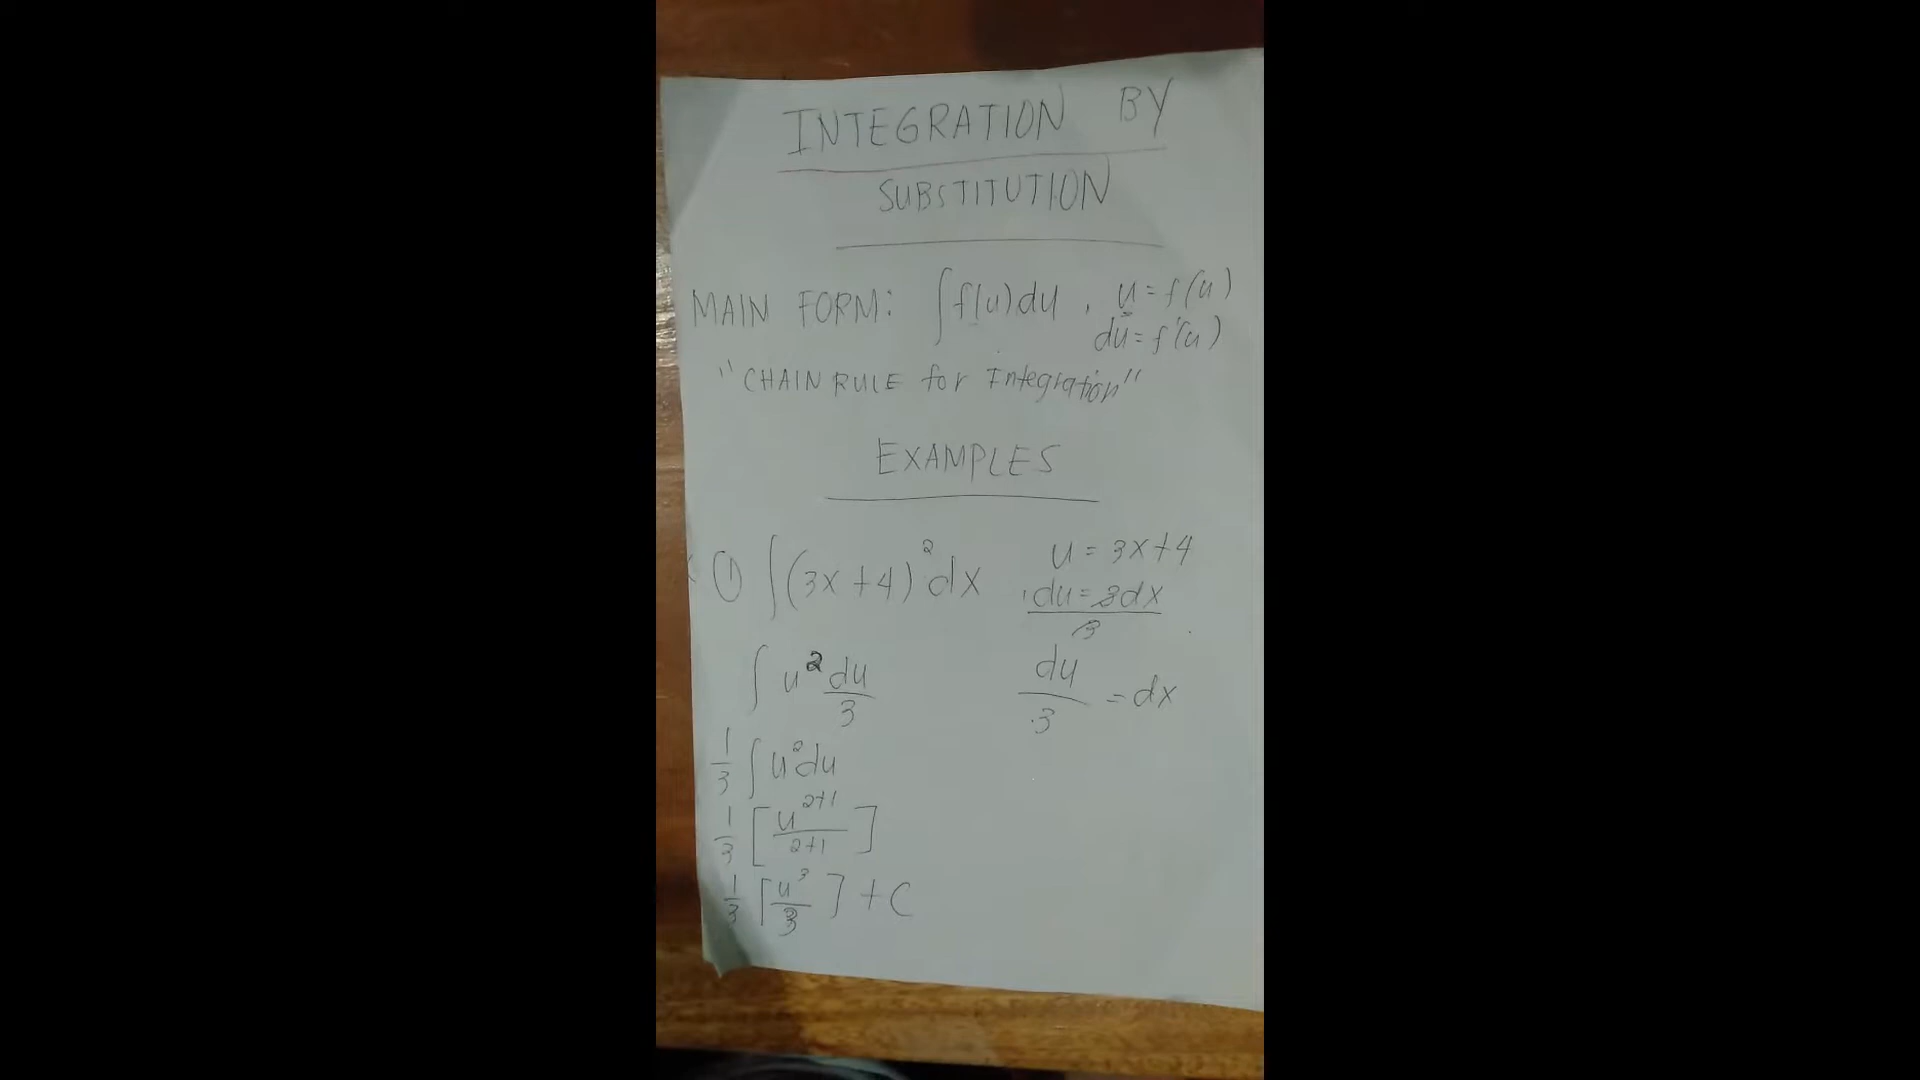 INTEGRATION BY
SUBSTITUTION
MAIN FORM: ∫f(u)du , u=f(u)
du=f'(u)
"CHAIN RULE for Integration"
EXAMPLES
① ∫(3x+4)²dx u=3x+4
du=3dx
3
∫u² du/3 du/3 = dx
1/3 ∫u²du
1/3 [u^(2+1)/(2+1)]
1/3 [u³/3] + C